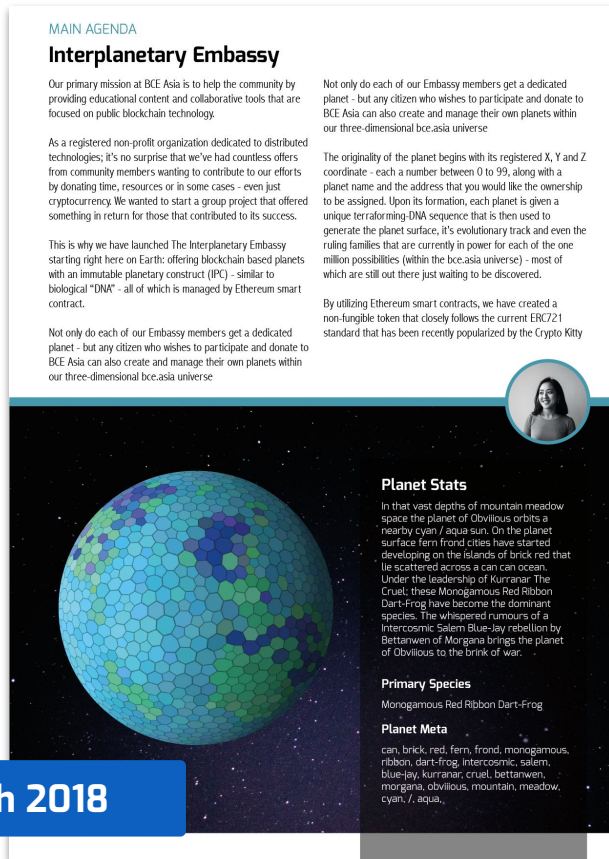 MAIN AGENDA
Interplanetary Embassy
Our primary mission at BCE Asia is to help the community by
providing educational content and collaborative tools that are
focused on public blockchain technology.
As a registered non-profit organization dedicated to distributed
technologies; it's no surprise that we've had countless offers
from community members wanting to contribute to our efforts
by donating time, resources or in some cases - even just
cryptocurrency. We wanted to start a group project that offered
something in return for those that contributed to its success.
This is why we have launched The Interplanetary Embassy
starting right here on Earth: offering blockchain based planets
with an immutable planetary construct (IPC) - similar to
biological “DNA” - all of which is managed by Ethereum smart
contract.
Not only do each of our Embassy members get a dedicated
planet - but any citizen who wishes to participate and donate to
BCE Asia can also create and manage their own planets within
our three-dimensional bce.asia universe
Not only do each of our Embassy members get a dedicated
planet - but any citizen who wishes to participate and donate to
BCE Asia can also create and manage their own planets within
our three-dimensional bce.asia universe
The originality of the planet begins with its registered X, Y and Z
coordinate - each a number between 0 to 99, along with a
planet name and the address that you would like the ownership
to be assigned. Upon its formation, each planet is given a
unique terraforming-DNA sequence that is then used to
generate the planet surface, it's evolutionary track and even the
ruling families that are currently in power for each of the one
million possibilities (within the bce.asia universe) - most of
which are still out there just waiting to be discovered.
By utilizing Ethereum smart contracts, we have created a
non-fungible token that closely follows the current ERC721
standard that has been recently popularized by the Crypto Kitty
Planet Stats
In that vast depths of mountain meadow
space the planet of Obviiious orbits a
nearby cyan / aqua sun. On the planet
surface fern frond cities have started
developing on the islands of brick red that
lie scattered across a can can ocean.
Under the leadership of Kurranar The
Cruel; these Monogamous Red Ribbon
Dart-Frog have become the dominant
species. The whispered rumours of a
Intercosmic Salem Blue-Jay rebellion by
Bettanwen of Morgana brings the planet
of Obviiious to the brink of war.
Primary Species
Monogamous Red Ribbon Dart-Frog
Planet Meta
can, brick, red, fern, frond, monogamous,
ribbon, dart-frog, intercosmic, salem,
blue-jay, kurranar, cruel, bettanwen,
morgana, obviiious, mountain, meadow,
cyan, /, aqua,
h 2018